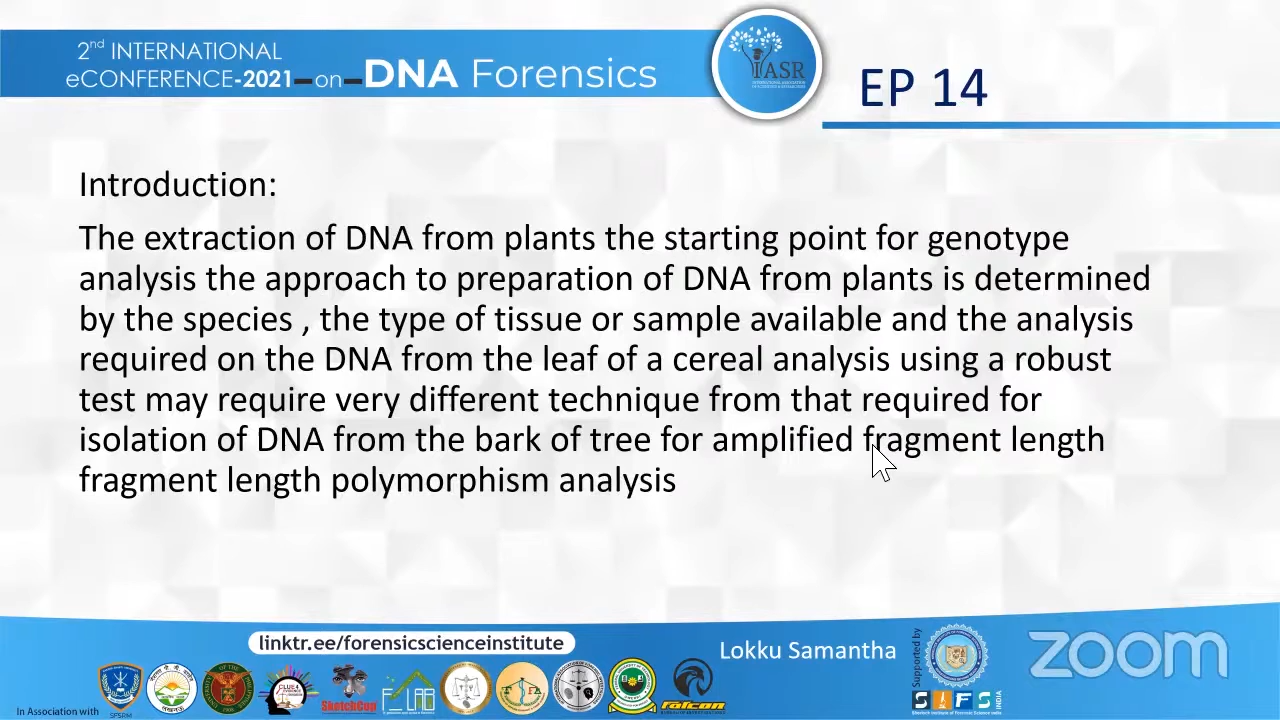 2nd INTERNATIONAL
eCONFERENCE-2021-on-DNA Forensics
IASR
EP 14
Introduction:
The extraction of DNA from plants the starting point for genotype
analysis the approach to preparation of DNA from plants is determined
by the species , the type of tissue or sample available and the analysis
required on the DNA from the leaf of a cereal analysis using a robust
test may require very different technique from that required for
isolation of DNA from the bark of tree for amplified fragment length
fragment length polymorphism analysis
linktr.ee/forensicscienceinstitute
Lokku Samantha
Supported by
zoom
In Association with
SketchCop
falcon
SIFS
INDIA